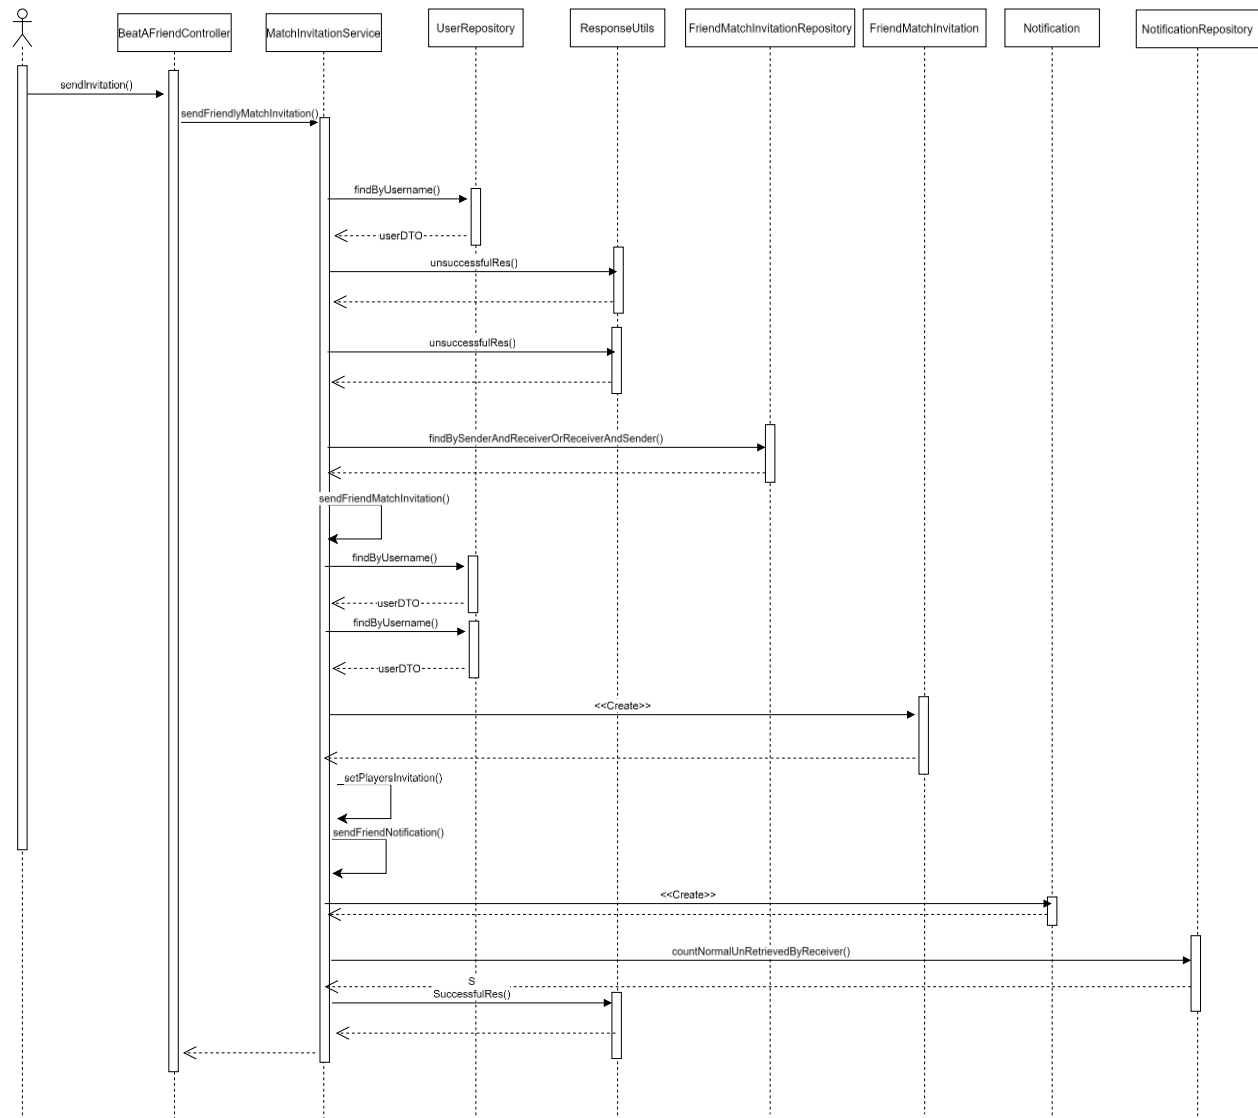 BeatAFriendController
MatchInvitationService
UserRepository
ResponseUtils
FriendMatchInvitationRepository
FriendMatchInvitation
Notification
NotificationRepository
sendInvitation()
sendFriendlyMatchInvitation()
findByUsername()
userDTO
unsuccessfulRes()
unsuccessfulRes()
findBySenderAndReceiverOrReceiverAndSender()
sendFriendMatchInvitation()
findByUsername()
userDTO
findByUsername()
userDTO
<<Create>>
setPlayersInvitation()
sendFriendNotification()
<<Create>>
countNormalUnRetrievedByReceiver()
S
SuccessfulRes()